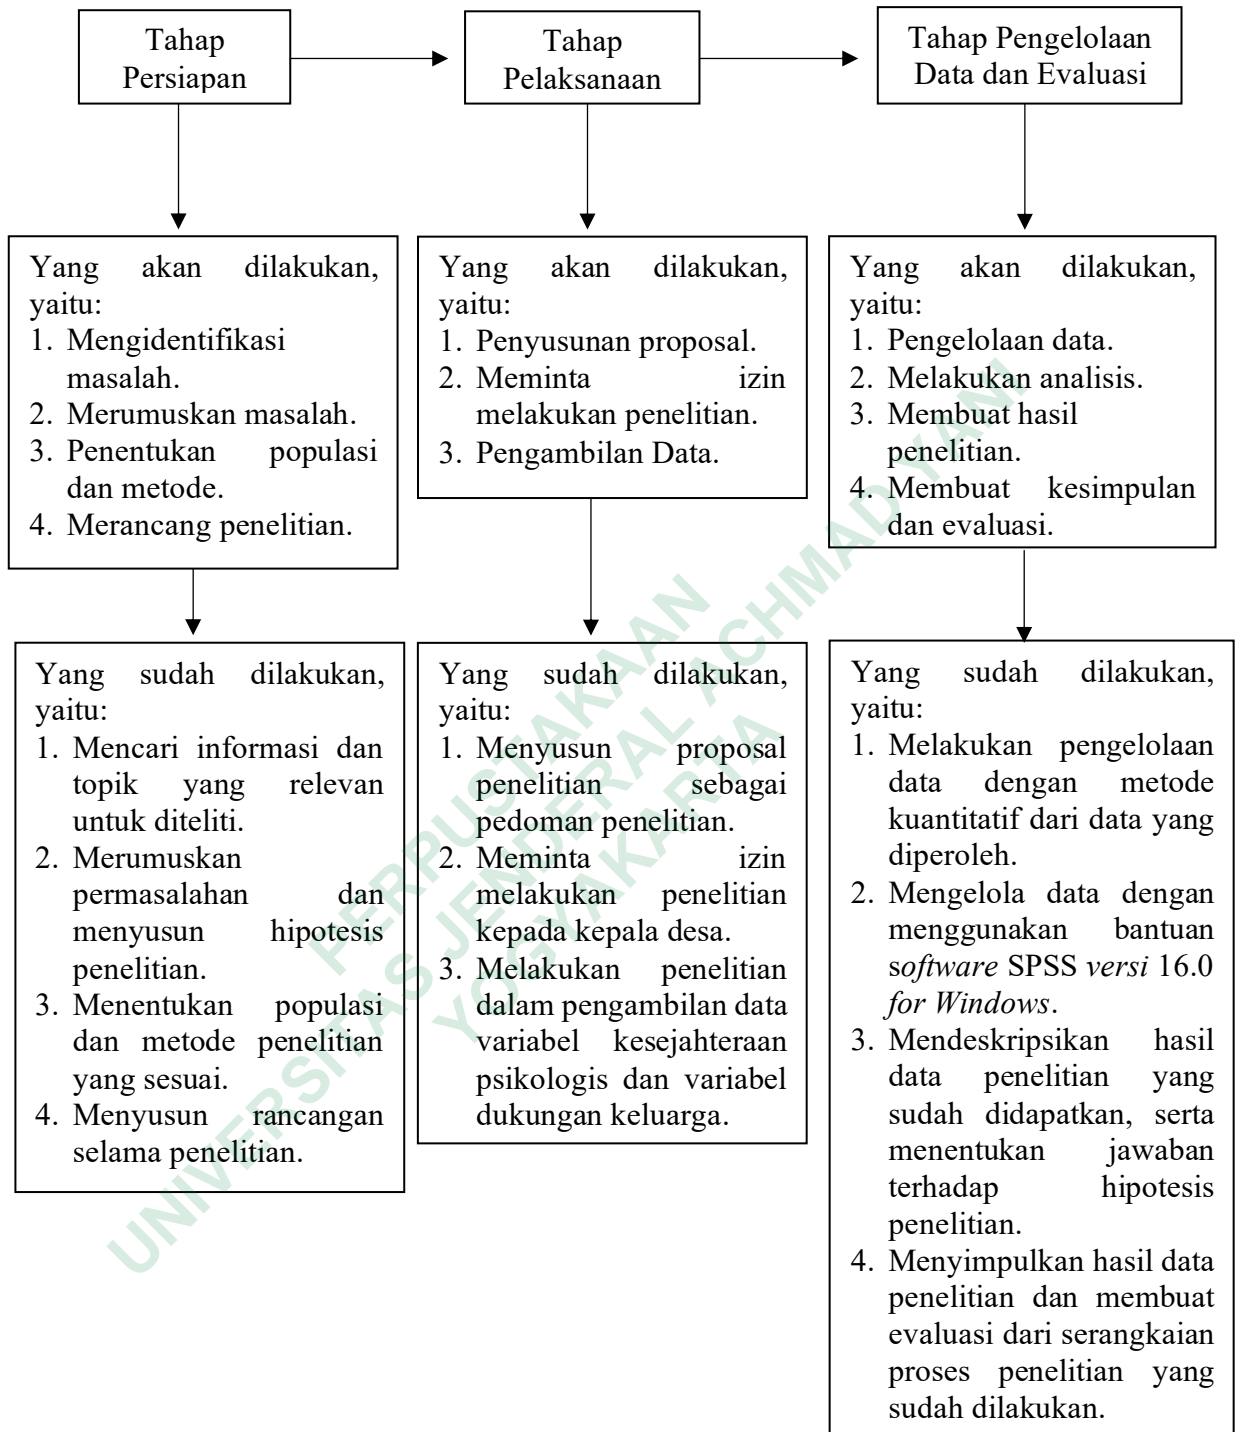 Tahap
Persiapan
Tahap
Pelaksanaan
Tahap Pengelolaan
Data dan Evaluasi
Yang akan dilakukan,
yaitu:
1. Mengidentifikasi
masalah.
2. Merumuskan masalah.
3. Penentukan populasi
dan metode.
4. Merancang penelitian.
Yang akan dilakukan,
yaitu:
1. Penyusunan proposal.
2. Meminta izin
melakukan penelitian.
3. Pengambilan Data.
Yang akan dilakukan,
yaitu:
1. Pengelolaan data.
2. Melakukan analisis.
3. Membuat hasil
penelitian.
4. Membuat kesimpulan
dan evaluasi.
Yang sudah dilakukan,
yaitu:
1. Mencari informasi dan
topik yang relevan
untuk diteliti.
2. Merumuskan
permasalahan dan
menyusun hipotesis
penelitian.
3. Menentukan populasi
dan metode penelitian
yang sesuai.
4. Menyusun rancangan
selama penelitian.
Yang sudah dilakukan,
yaitu:
1. Menyusun proposal
penelitian sebagai
pedoman penelitian.
2. Meminta izin
melakukan penelitian
kepada kepala desa.
3. Melakukan penelitian
dalam pengambilan data
variabel kesejahteraan
psikologis dan variabel
dukungan keluarga.
Yang sudah dilakukan,
yaitu:
1. Melakukan pengelolaan
data dengan metode
kuantitatif dari data yang
diperoleh.
2. Mengelola data dengan
menggunakan bantuan
software SPSS versi 16.0
for Windows.
3. Mendeskripsikan hasil
data penelitian yang
sudah didapatkan, serta
menentukan jawaban
terhadap hipotesis
penelitian.
4. Menyimpulkan hasil data
penelitian dan membuat
evaluasi dari serangkaian
proses penelitian yang
sudah dilakukan.
PERPUSTAKAAN
UNIVERSITAS JENDERAL ACHMAD YANI
YOGYAKARTA